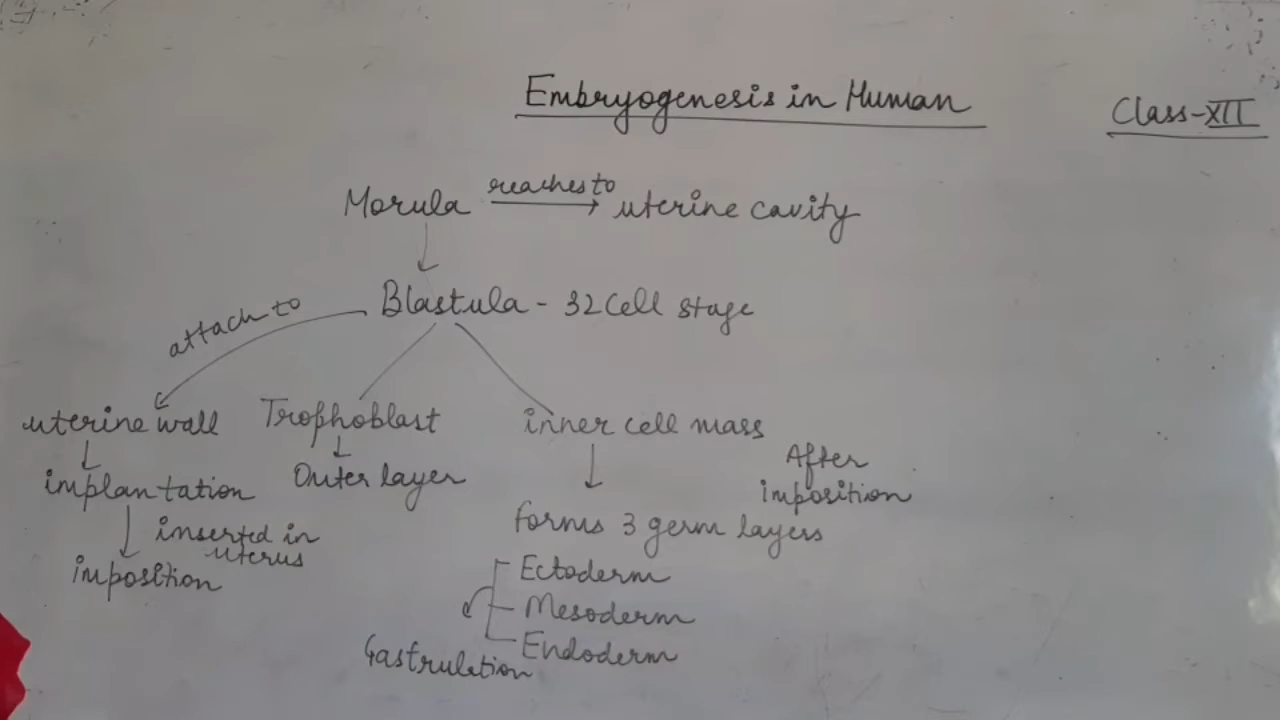 Embryogenesis in Human
Class-XII
Morula reaches to uterine cavity
Blastula - 32 Cell stage
attach to
uterine wall
Trophoblast
inner cell mass
implantation
Outer layer
After
imposition
forms 3 germ layers
inserted in
uterus
imposition
Ectoderm
Mesoderm
Endoderm
Gastrulation